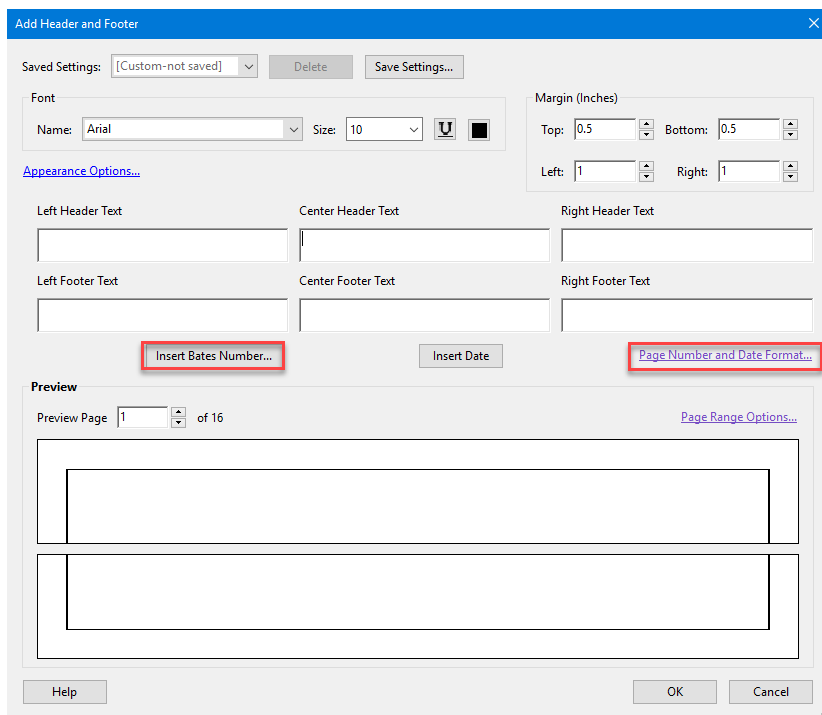 Add Header and Footer
Saved Settings: [Custom-not saved] Delete Save Settings...
Font
Name: Arial Size: 10 U
Margin (Inches)
Top: 0.5 Bottom: 0.5
Left: 1 Right: 1
Appearance Options...
Left Header Text Center Header Text Right Header Text
Left Footer Text Center Footer Text Right Footer Text
Insert Bates Number... Insert Date Page Number and Date Format...
Preview
Preview Page 1 of 16 Page Range Options...
Help OK Cancel